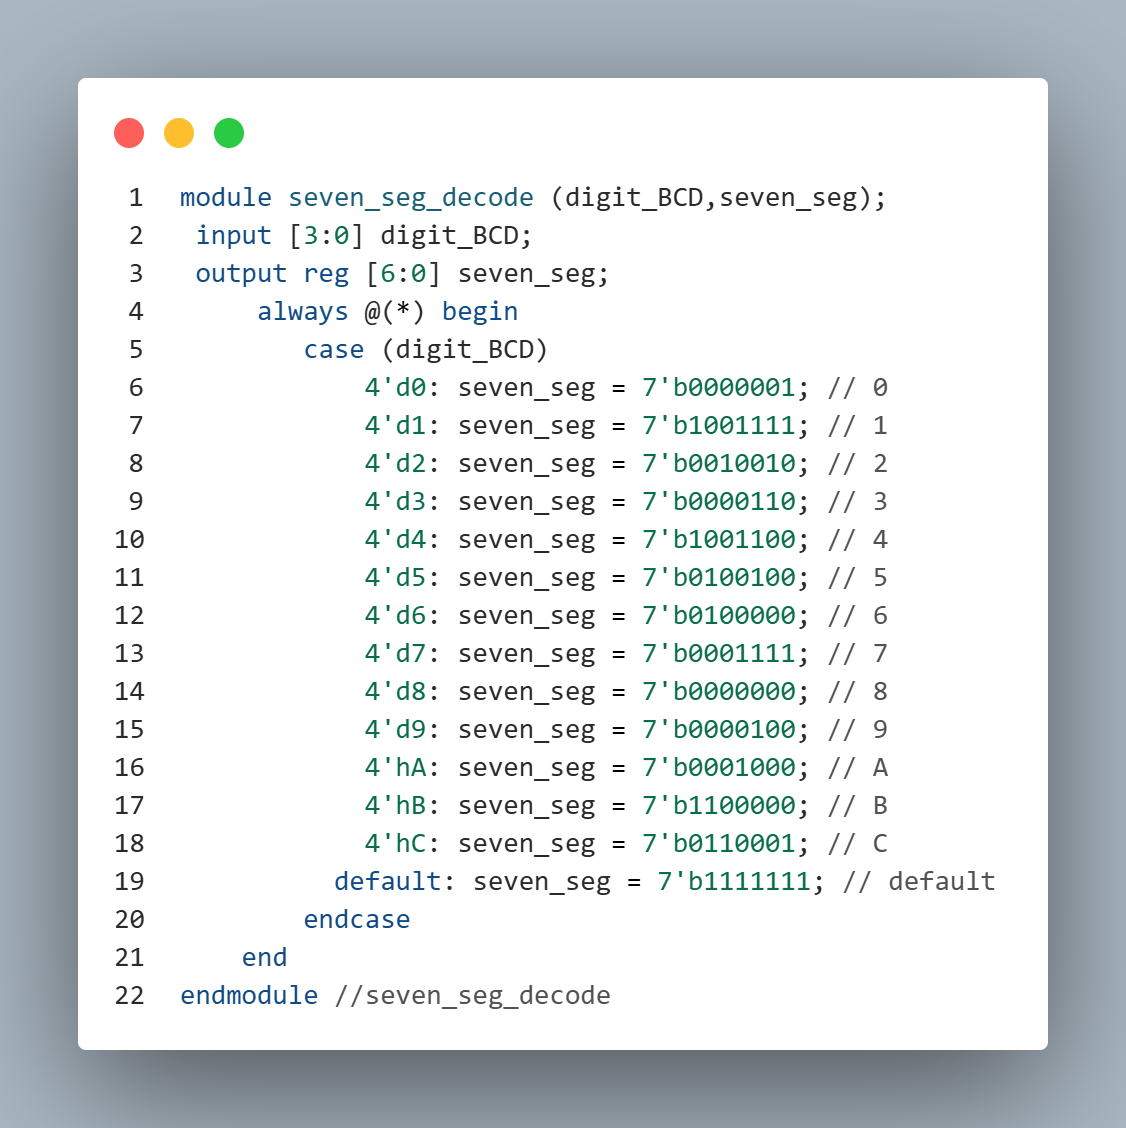 1 module seven_seg_decode (digit_BCD,seven_seg);
2 input [3:0] digit_BCD;
3 output reg [6:0] seven_seg;
4 always @(*) begin
5 case (digit_BCD)
6 4'd0: seven_seg = 7'b0000001; // 0
7 4'd1: seven_seg = 7'b1001111; // 1
8 4'd2: seven_seg = 7'b0010010; // 2
9 4'd3: seven_seg = 7'b0000110; // 3
10 4'd4: seven_seg = 7'b1001100; // 4
11 4'd5: seven_seg = 7'b0100100; // 5
12 4'd6: seven_seg = 7'b0100000; // 6
13 4'd7: seven_seg = 7'b0001111; // 7
14 4'd8: seven_seg = 7'b0000000; // 8
15 4'd9: seven_seg = 7'b0000100; // 9
16 4'hA: seven_seg = 7'b0001000; // A
17 4'hB: seven_seg = 7'b1100000; // B
18 4'hC: seven_seg = 7'b0110001; // C
19 default: seven_seg = 7'b1111111; // default
20 endcase
21 end
22 endmodule //seven_seg_decode